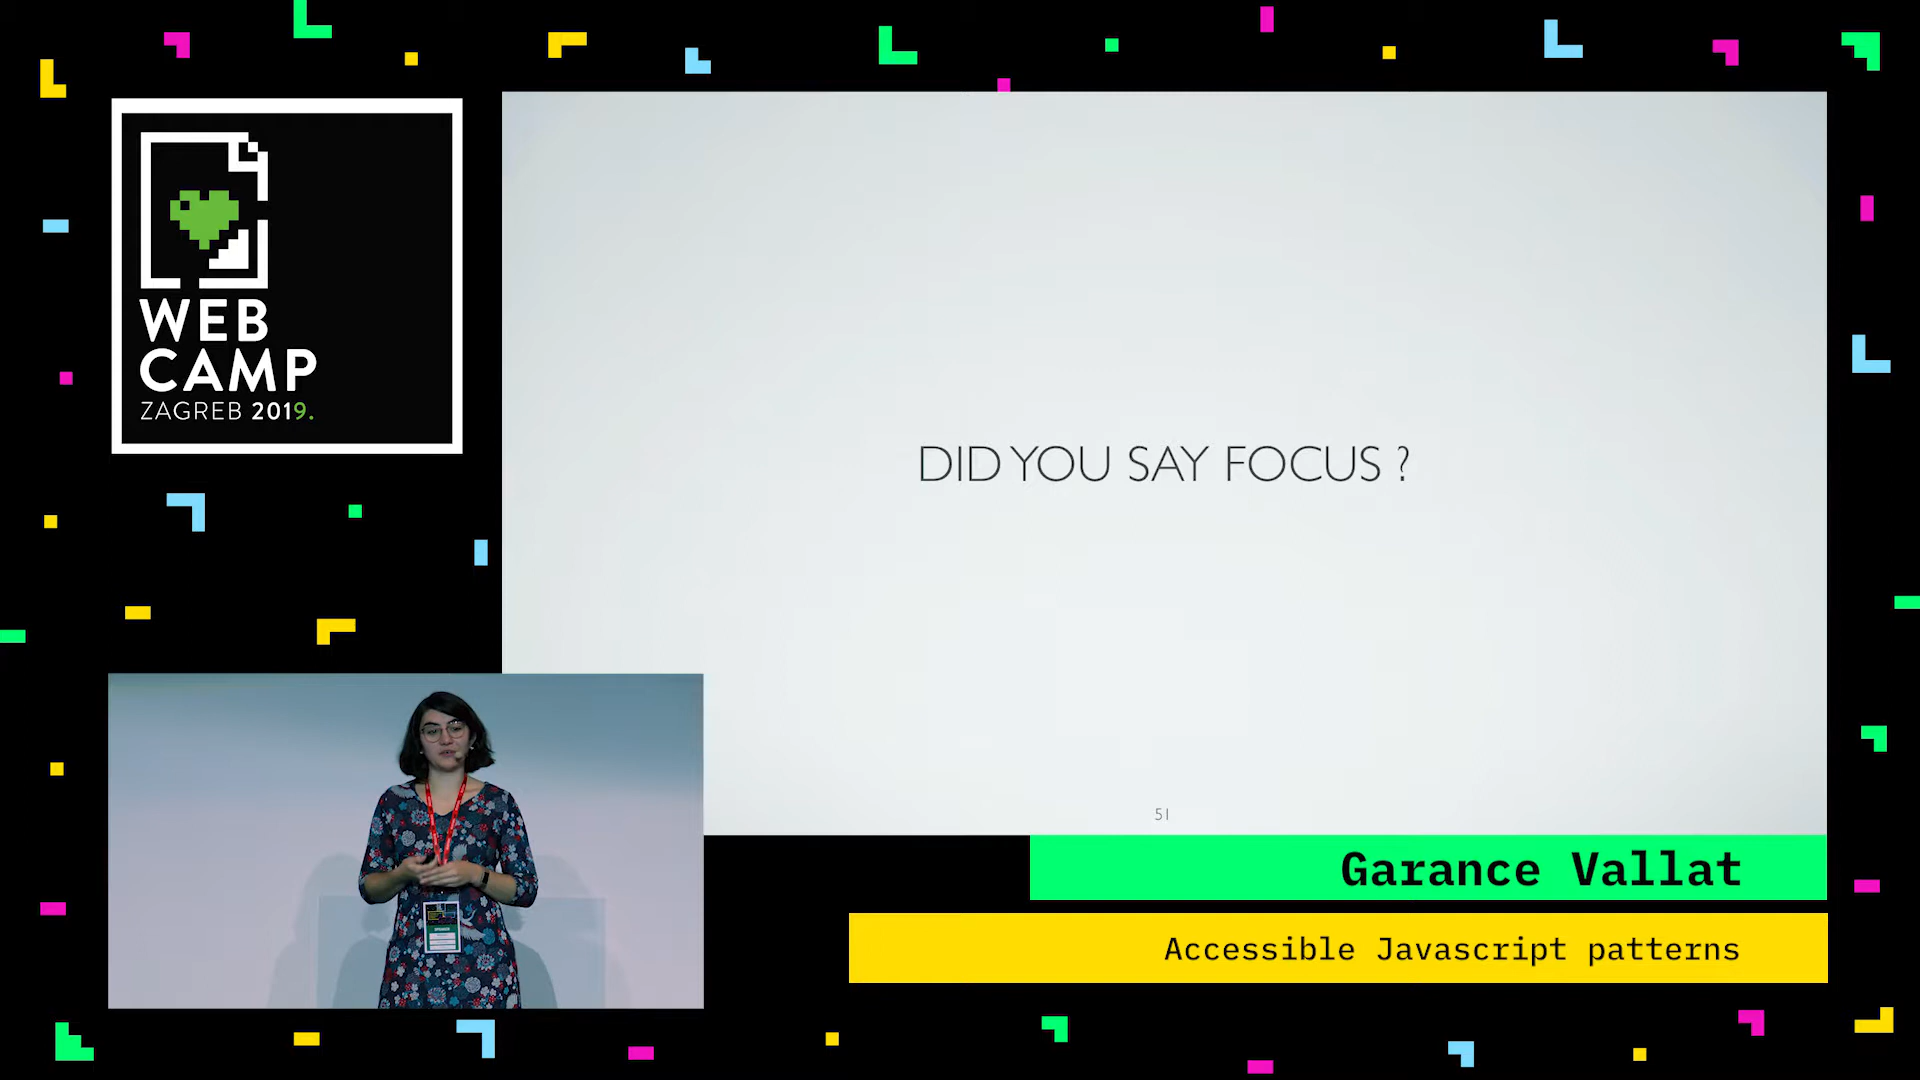 WEB
CAMP
ZAGREB 2019.
DID YOU SAY FOCUS ?
51
Garance Vallat
Accessible Javascript patterns